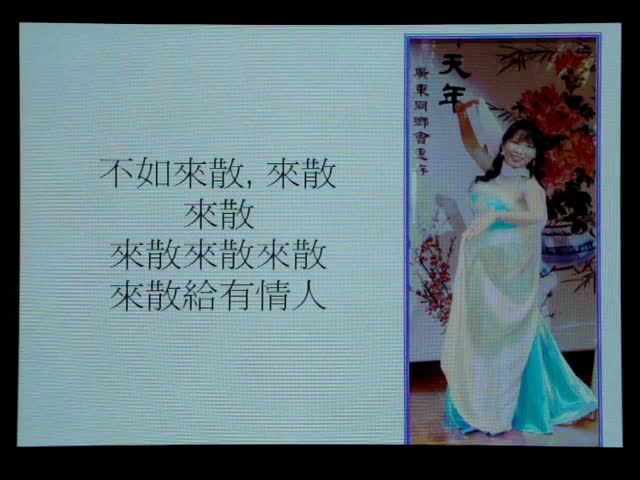 不如來散, 來散
來散
來散來散來散
來散給有情人
天年
廣東同鄉會惠存